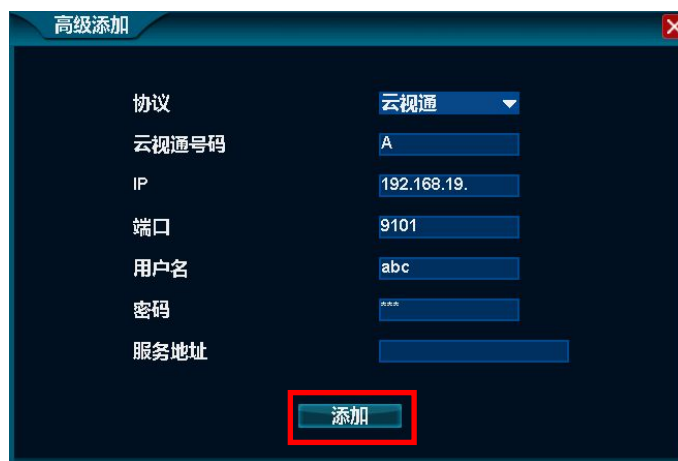 高级添加
协议 云视通
云视通号码 A
IP 192.168.19.
端口 9101
用户名 abc
密码 ***
服务地址
添加